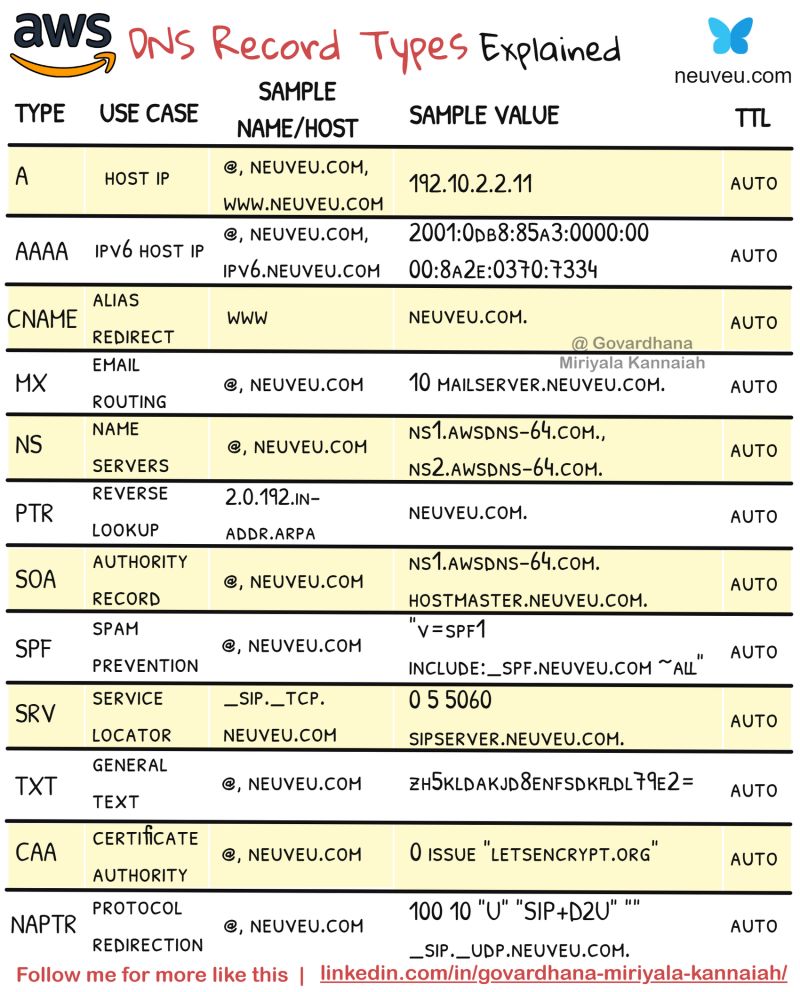 aws DNS Record Types Explained
neuveu.com
TYPE USE CASE SAMPLE NAME/HOST SAMPLE VALUE TTL
A HOST IP @, NEUVEU.COM, 192.10.2.2.11 AUTO
WWW.NEUVEU.COM
AAAA IPV6 HOST IP @, NEUVEU.COM, 2001:0DB8:85A3:0000:00 AUTO
IPV6.NEUVEU.COM 00:8A2E:0370:7334
CNAME ALIAS WWW NEUVEU.COM. AUTO
REDIRECT
@ Govardhana
Miriyala Kannaiah
MX EMAIL @, NEUVEU.COM 10 MAILSERVER.NEUVEU.COM. AUTO
ROUTING
NS NAME @, NEUVEU.COM NS1.AWSDNS-64.COM., AUTO
SERVERS NS2.AWSDNS-64.COM.
PTR REVERSE 2.0.192.IN- NEUVEU.COM. AUTO
LOOKUP ADDR.ARPA
SOA AUTHORITY @, NEUVEU.COM NS1.AWSDNS-64.COM. AUTO
RECORD HOSTMASTER.NEUVEU.COM.
SPF SPAM @, NEUVEU.COM "V=SPF1 AUTO
PREVENTION INCLUDE:_SPF.NEUVEU.COM ~ALL"
SRV SERVICE _SIP._TCP. 0 5 5060 AUTO
LOCATOR NEUVEU.COM SIPSERVER.NEUVEU.COM.
TXT GENERAL @, NEUVEU.COM ZH5KLDAKJD8ENFSDKFLDL79E2= AUTO
TEXT
CAA CERTIfiCATE @, NEUVEU.COM 0 ISSUE "LETSENCRYPT.ORG" AUTO
AUTHORITY
NAPTR PROTOCOL @, NEUVEU.COM 100 10 "U" "SIP+D2U" "" AUTO
REDIRECTION _SIP._UDP.NEUVEU.COM.
Follow me for more like this | linkedin.com/in/govardhana-miriyala-kannaiah/